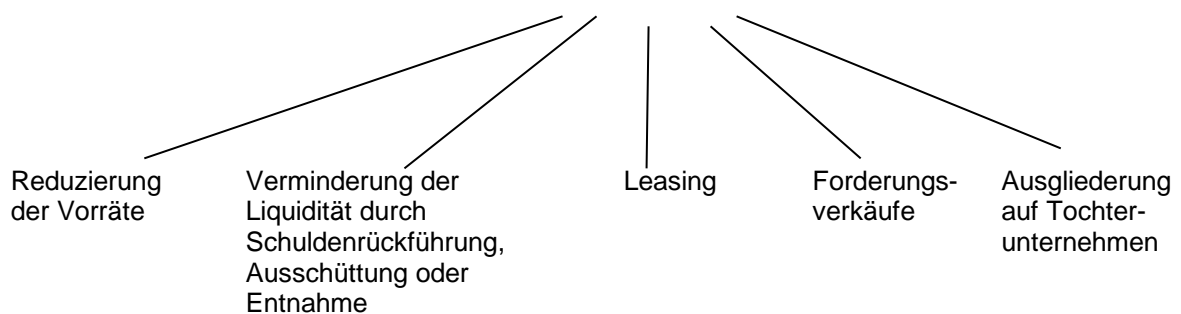 Reduzierung
der Vorräte
Verminderung der
Liquidität durch
Schuldenrückführung,
Ausschüttung oder
Entnahme
Leasing
Forderungs-
verkäufe
Ausgliederung
auf Tochter-
unternehmen